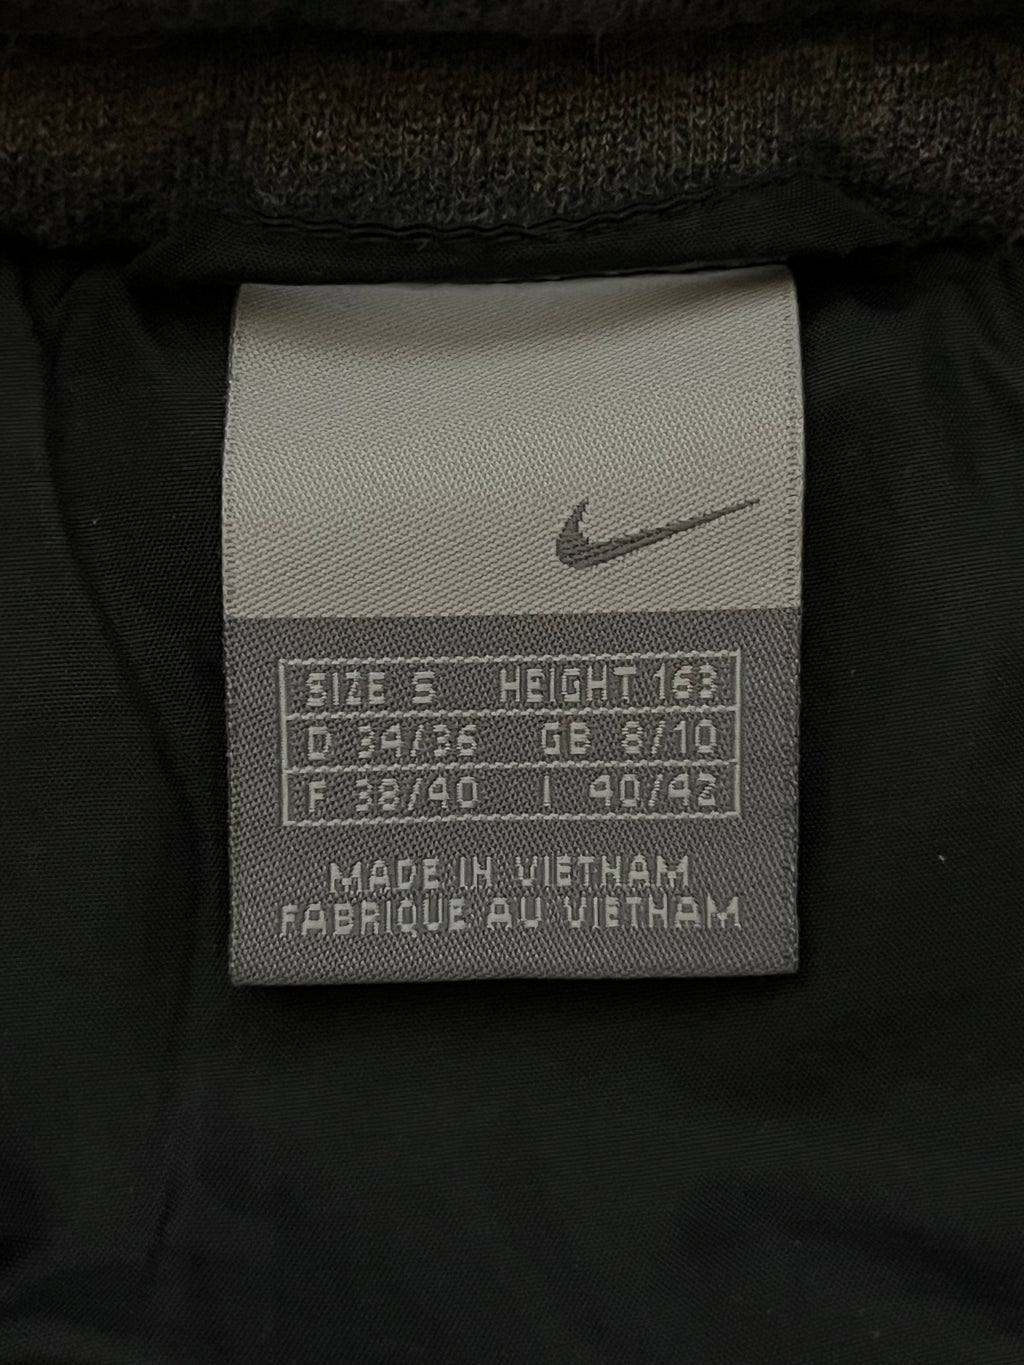 SIZE S HEIGHT 163
D 34/36 GB 8/10
F 38/40 I 40/42
MADE IN VIETNAM
FABRIQUE AU VIETNAM